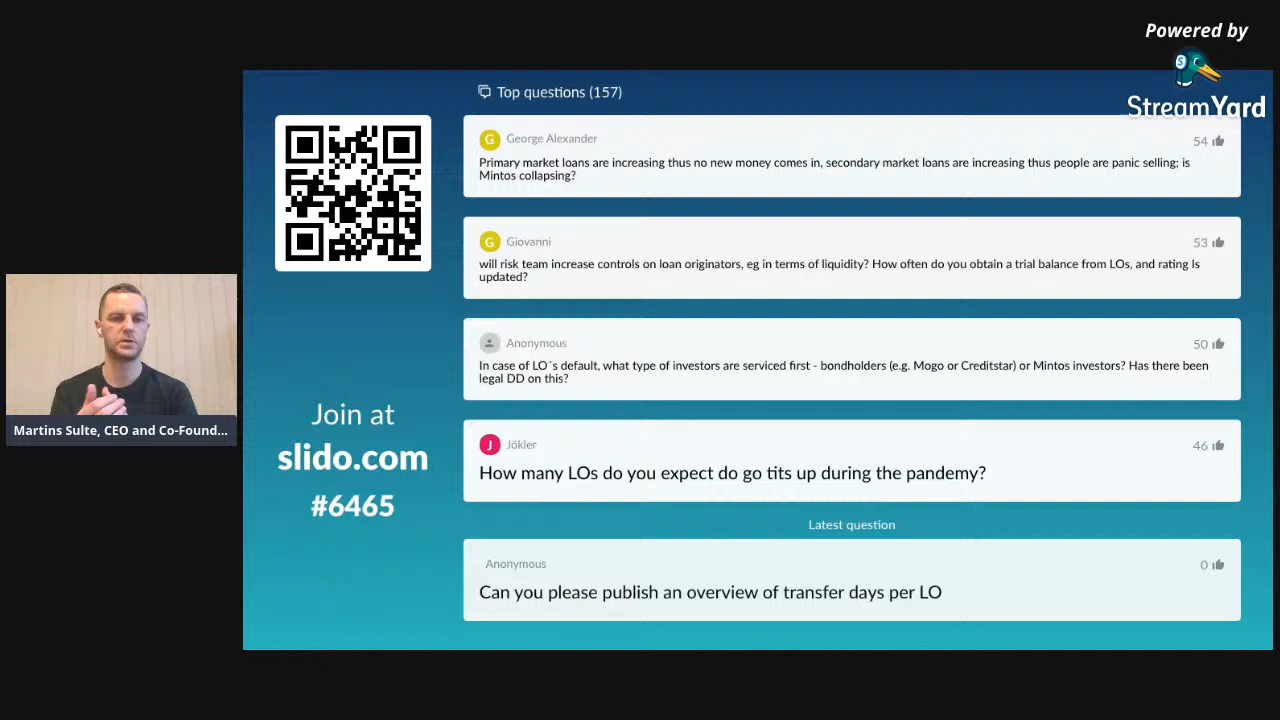 Powered by
StreamYard
Top questions (157)
G George Alexander 54
Primary market loans are increasing thus no new money comes in, secondary market loans are increasing thus people are panic selling; is
Mintos collapsing?
G Giovanni 53
will risk team increase controls on loan originators, eg in terms of liquidity? How often do you obtain a trial balance from LOs, and rating Is
updated?
Anonymous 50
In case of LO´s default, what type of investors are serviced first - bondholders (e.g. Mogo or Creditstar) or Mintos investors? Has there been
legal DD on this?
J Jökler 46
How many LOs do you expect do go tits up during the pandemy?
Latest question
Anonymous 0
Can you please publish an overview of transfer days per LO
Join at
slido.com
#6465
Martins Sulte, CEO and Co-Found...